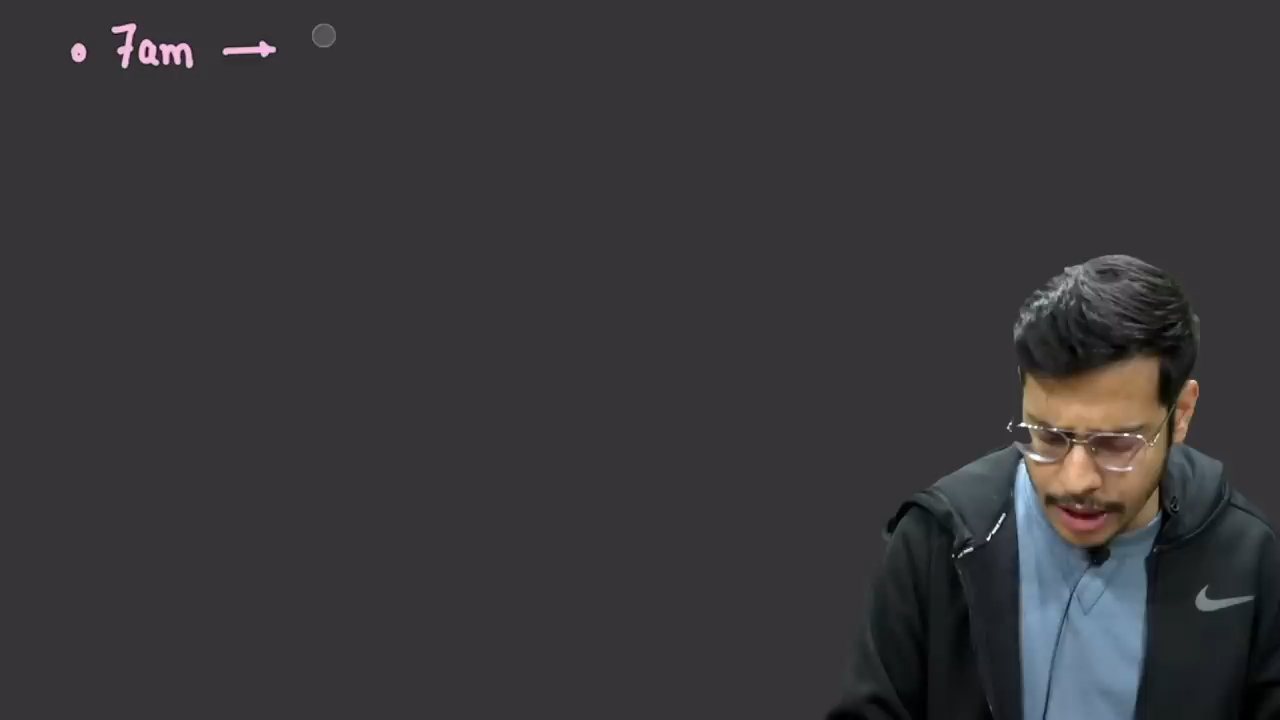 • 7am →